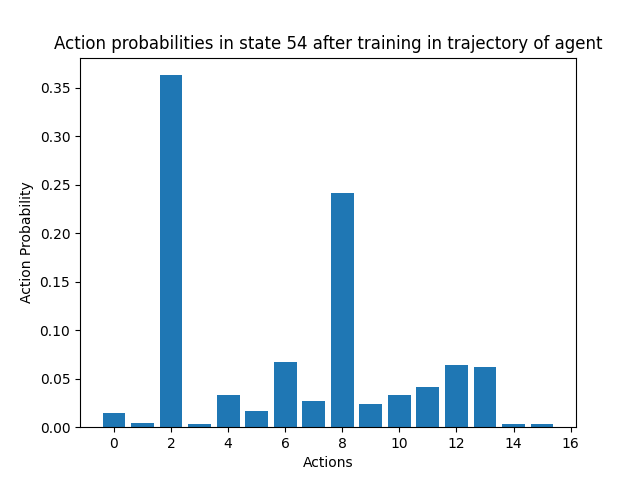 Action probabilities in state 54 after training in trajectory of agent
0.35
0.30
0.25
0.20
0.15
0.10
0.05
0.00
Action Probability
0 2 4 6 8 10 12 14 16
Actions